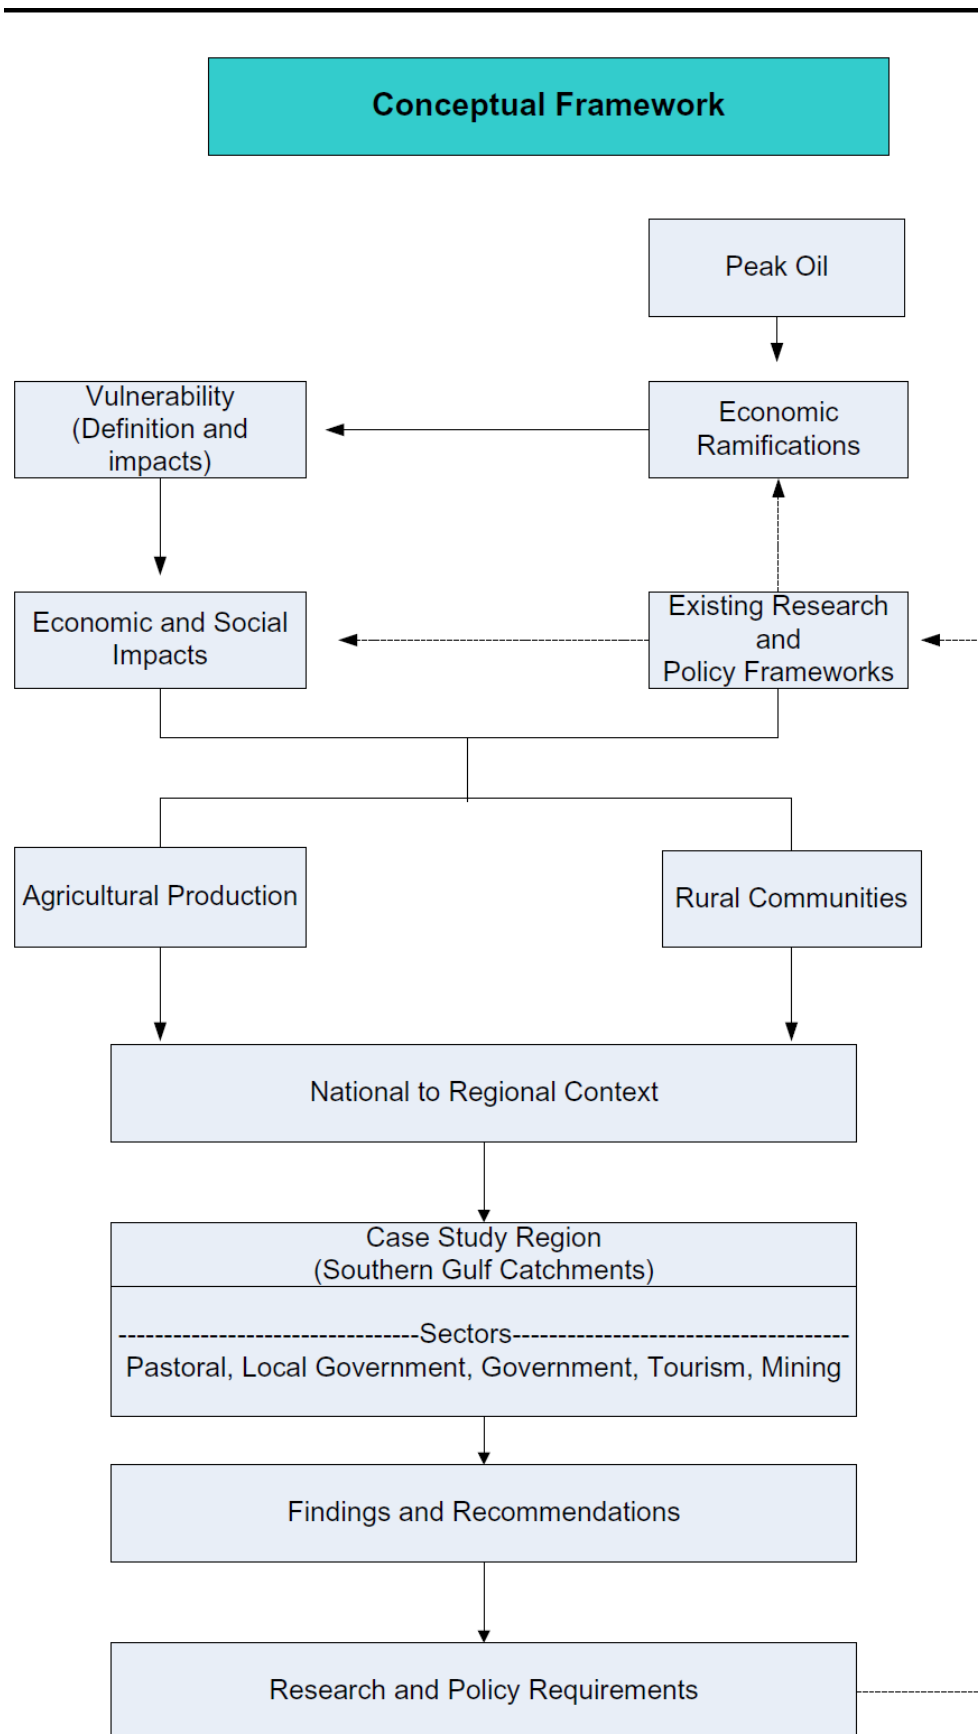 Conceptual Framework
Peak Oil
Vulnerability
(Definition and
impacts)
Economic
Ramifications
Economic and Social
Impacts
Existing Research
and
Policy Frameworks
Agricultural Production
Rural Communities
National to Regional Context
Case Study Region
(Southern Gulf Catchments)
---------------------------------Sectors-------------------------------------
Pastoral, Local Government, Government, Tourism, Mining
Findings and Recommendations
Research and Policy Requirements